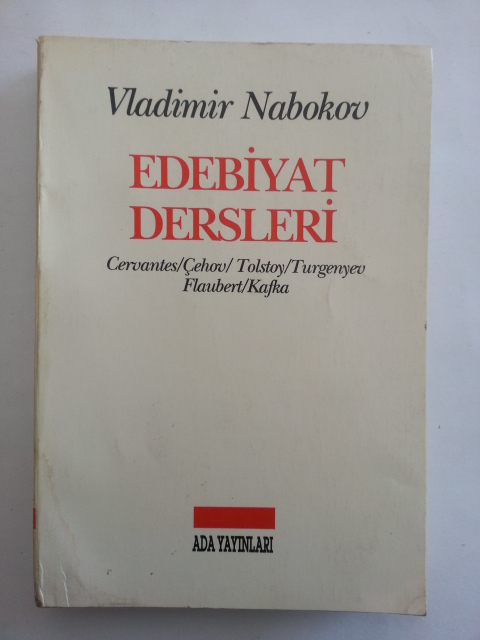 Vladimir Nabokov
EDEBİYAT
DERSLERİ
Cervantes/Çehov/ Tolstoy/Turgenyev
Flaubert/Kafka
ADA YAYINLARI